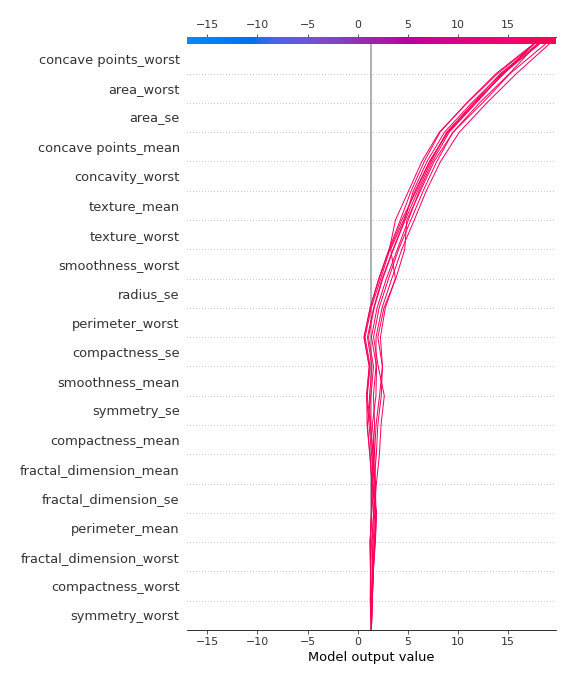 −15 −10 −5 0 5 10 15
concave points_worst
area_worst
area_se
concave points_mean
concavity_worst
texture_mean
texture_worst
smoothness_worst
radius_se
perimeter_worst
compactness_se
smoothness_mean
symmetry_se
compactness_mean
fractal_dimension_mean
fractal_dimension_se
perimeter_mean
fractal_dimension_worst
compactness_worst
symmetry_worst
−15 −10 −5 0 5 10 15
Model output value